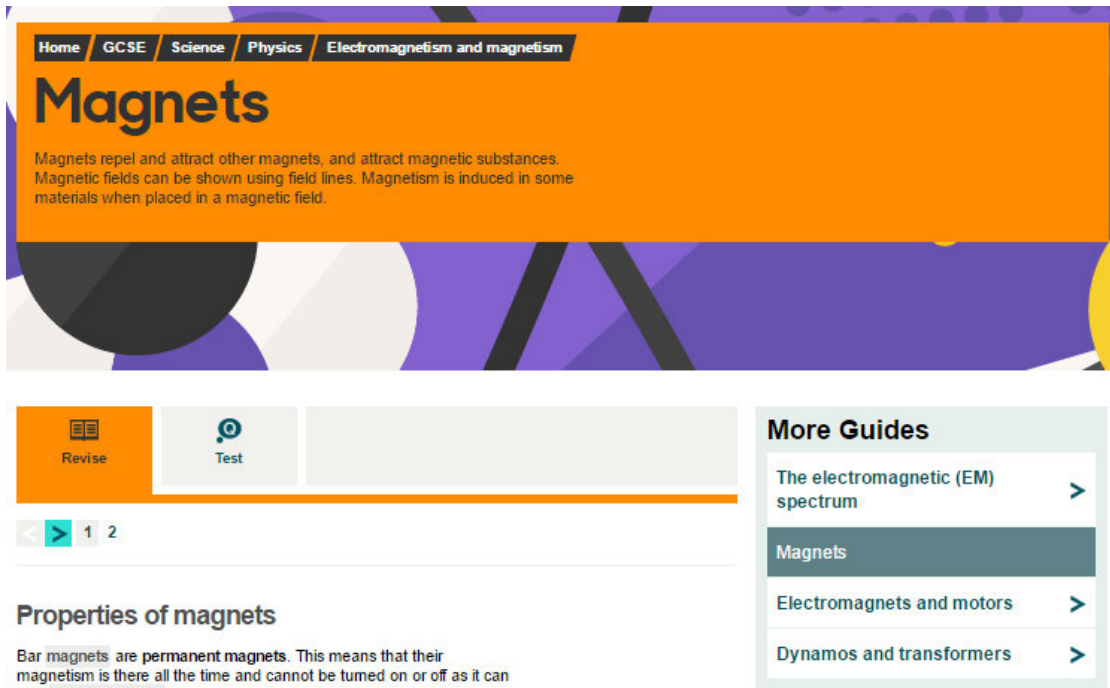 Home / GCSE / Science / Physics / Electromagnetism and magnetism
Magnets
Magnets repel and attract other magnets, and attract magnetic substances.
Magnetic fields can be shown using field lines. Magnetism is induced in some
materials when placed in a magnetic field.
Revise
Test
< > 1 2
Properties of magnets
Bar magnets are permanent magnets. This means that their
magnetism is there all the time and cannot be turned on or off as it can
More Guides
The electromagnetic (EM)
spectrum
Magnets
Electromagnets and motors
Dynamos and transformers